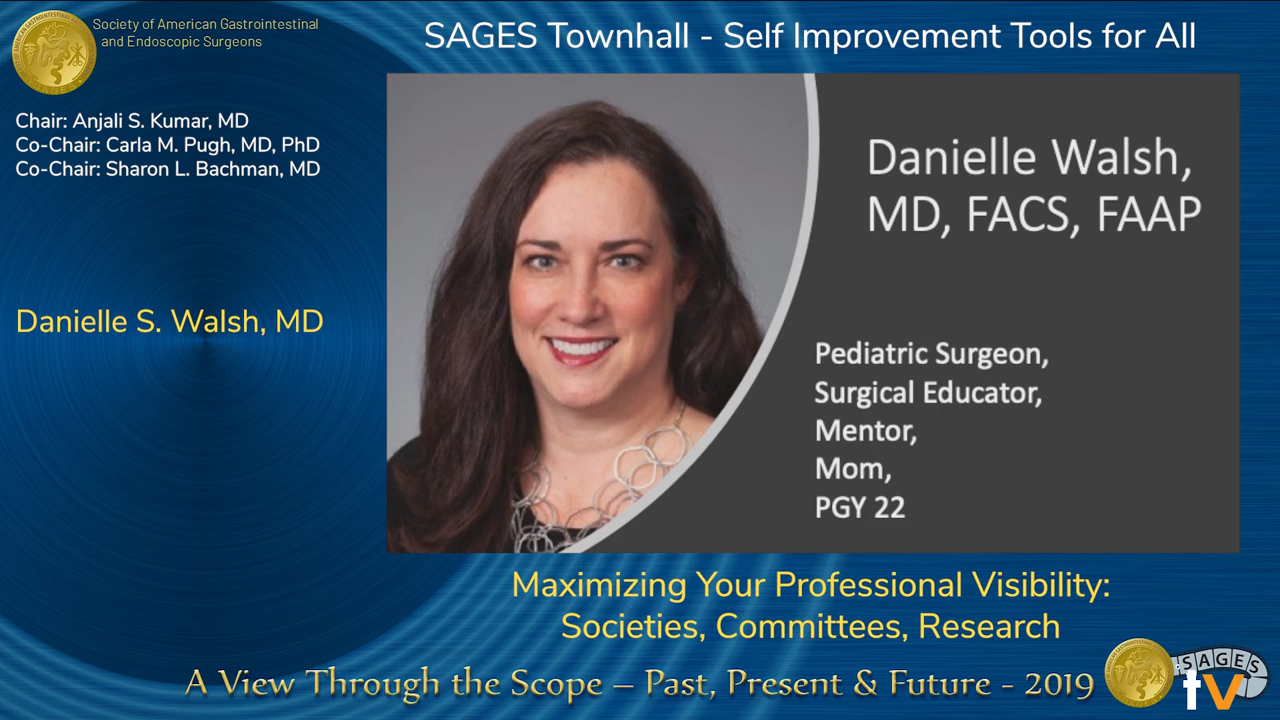 Society of American Gastrointestinal
and Endoscopic Surgeons
SAGES Townhall - Self Improvement Tools for All
Chair: Anjali S. Kumar, MD
Co-Chair: Carla M. Pugh, MD, PhD
Co-Chair: Sharon L. Bachman, MD
Danielle S. Walsh, MD
Danielle Walsh,
MD, FACS, FAAP
Pediatric Surgeon,
Surgical Educator,
Mentor,
Mom,
PGY 22
Maximizing Your Professional Visibility:
Societies, Committees, Research
A View Through the Scope – Past, Present & Future - 2019
SAGES
tv